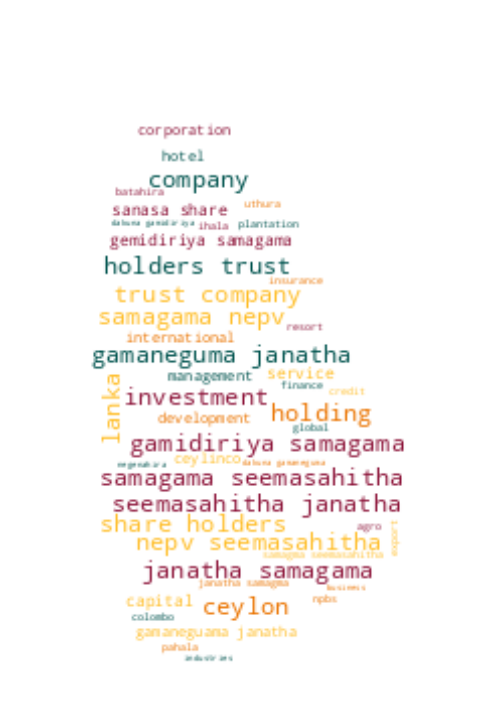 corporation
hotel
company
batahira
sanasa share
uthura
dakuna gamidiriya
ihala
plantation
gemidiriya samagama
holders trust
insurance
trust company
samagama nepv
resort
international
gamaneguma janatha
management
service
lanka
finance
investment
credit
holding
development
global
gamidiriya samagama
ceylinco
dakuna gamaneguna
negenahira
samagama seemasahitha
seemasahitha janatha
share holders
agro
export
nepv seemasahitha
samagma seemasahitha
janatha samagama
janatha samagma
business
capital
ceylon
npbs
colombo
gamaneguama janatha
pahala
industries